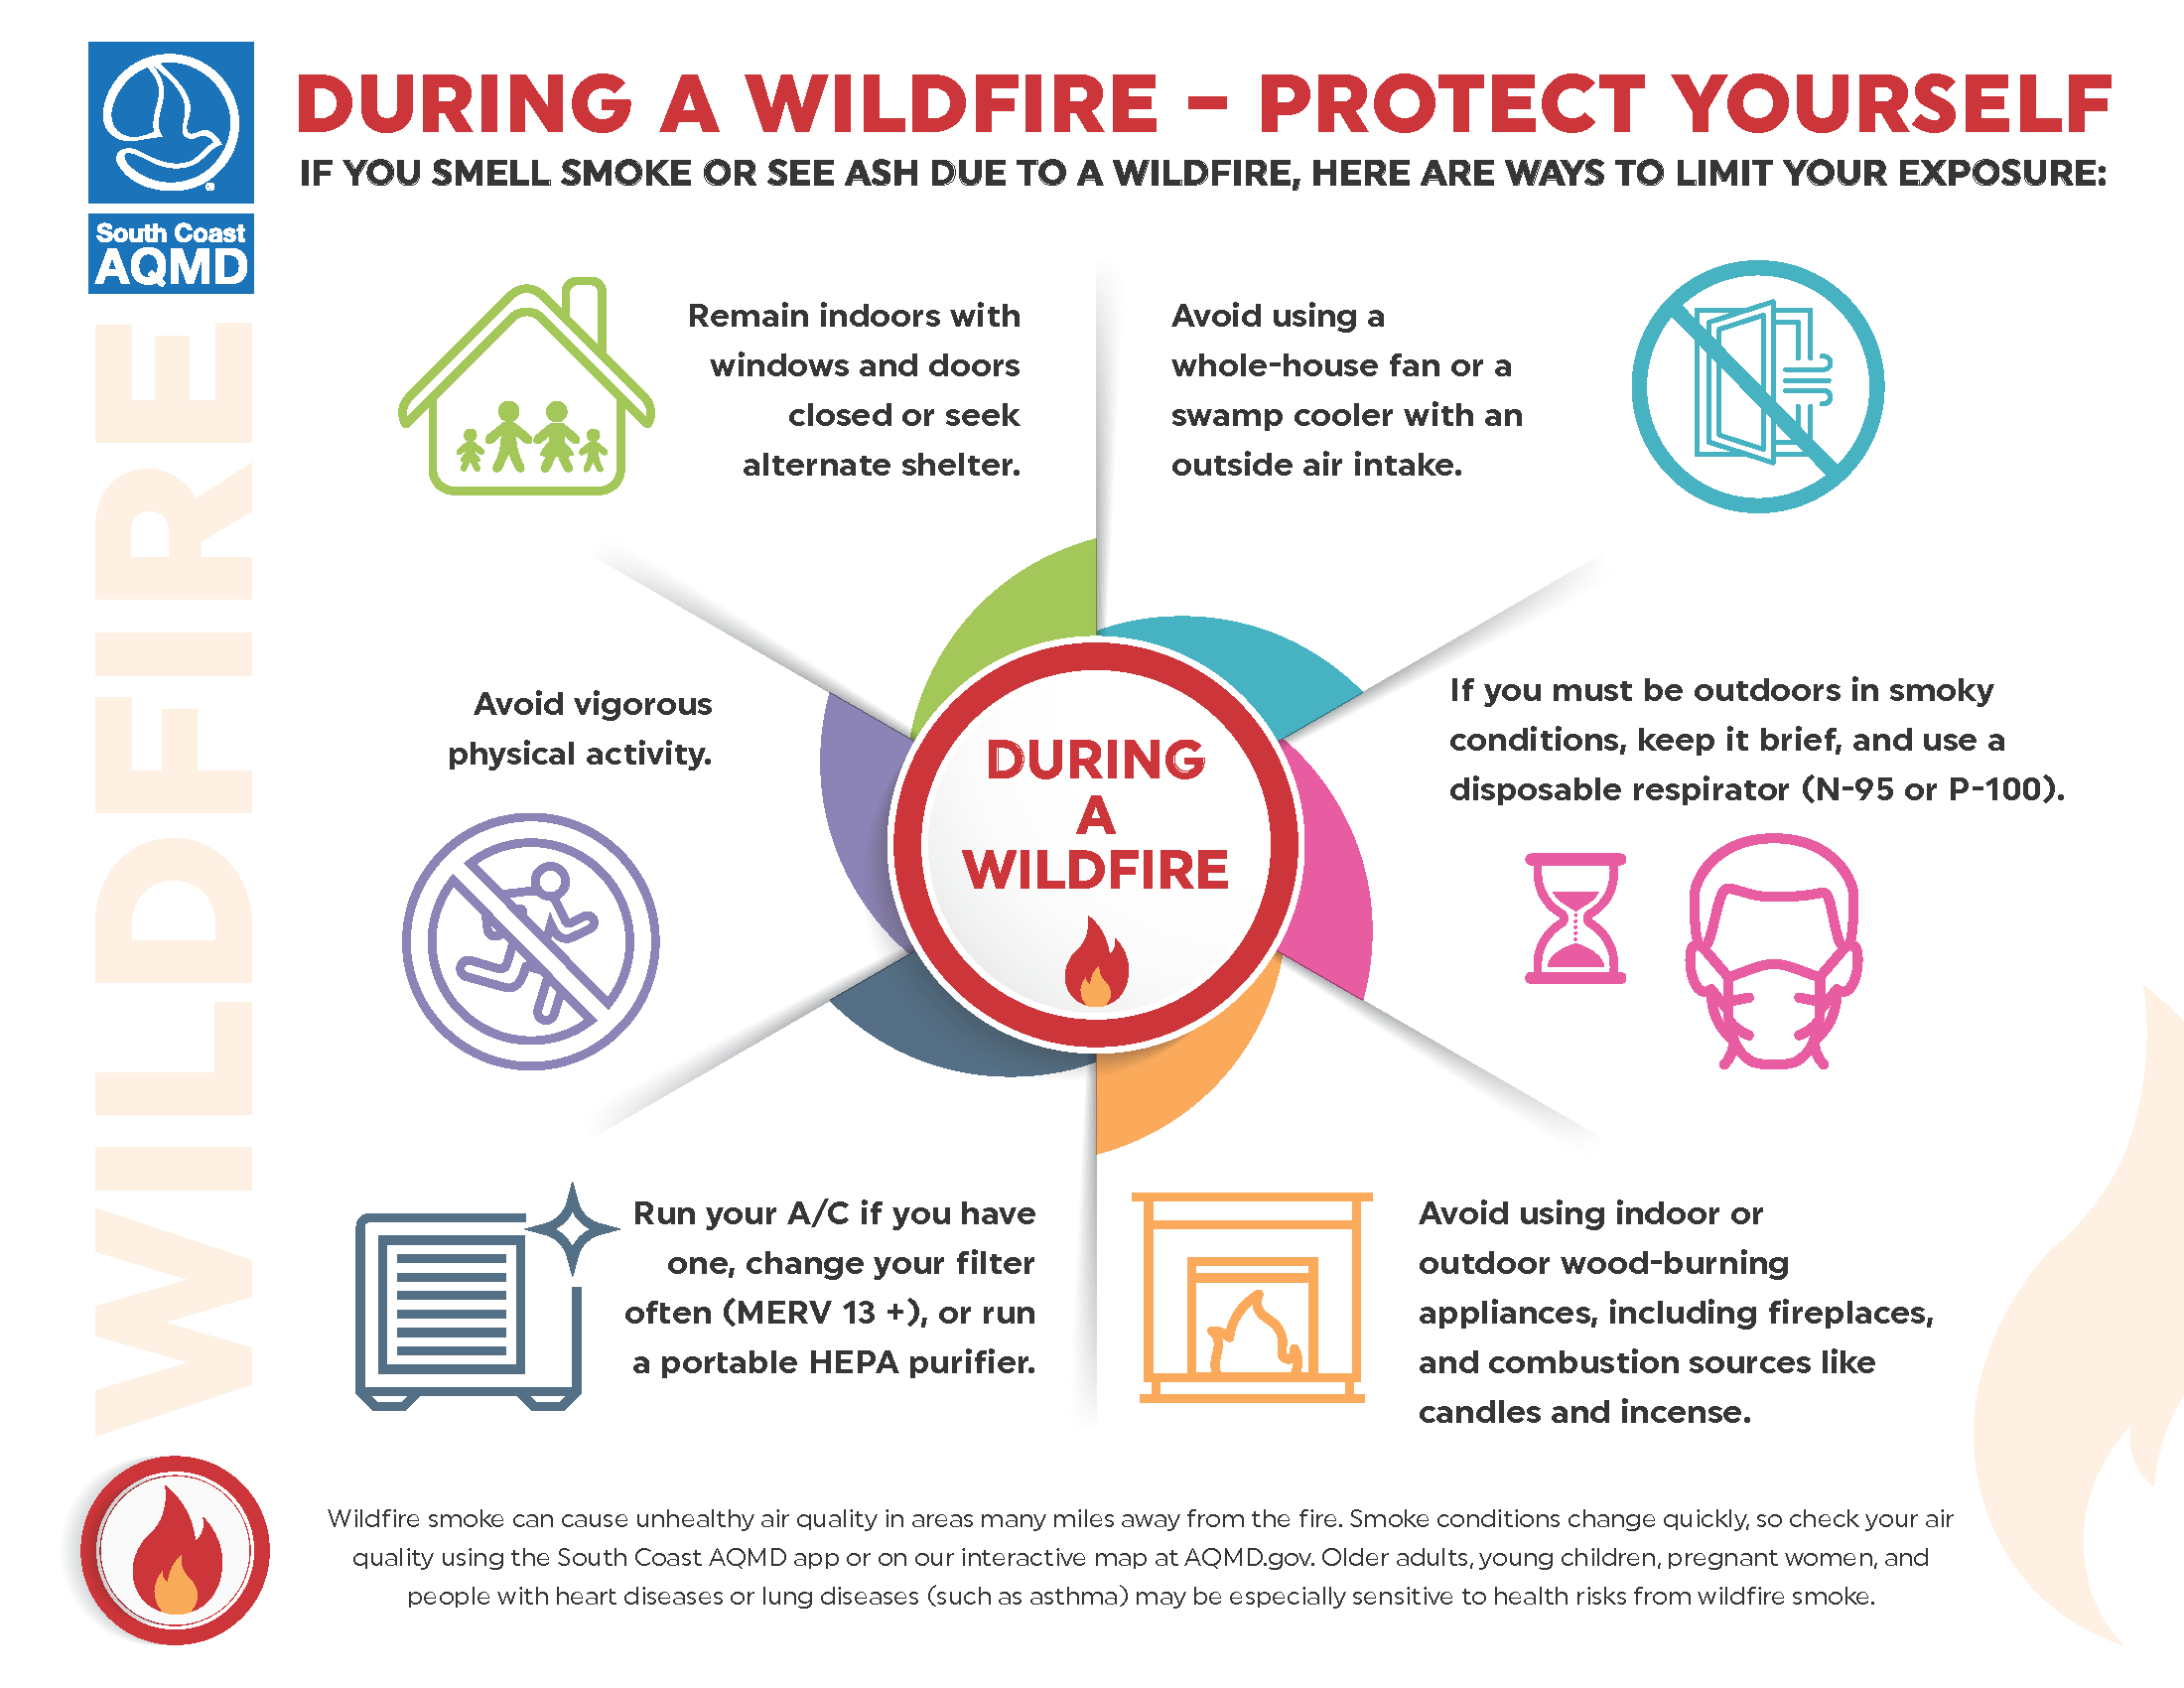 DURING A WILDFIRE – PROTECT YOURSELF
IF YOU SMELL SMOKE OR SEE ASH DUE TO A WILDFIRE, HERE ARE WAYS TO LIMIT YOUR EXPOSURE:
South Coast
AQMD
WILDFIRE
Remain indoors with
windows and doors
closed or seek
alternate shelter.
Avoid using a
whole-house fan or a
swamp cooler with an
outside air intake.
Avoid vigorous
physical activity.
DURING
A
WILDFIRE
If you must be outdoors in smoky
conditions, keep it brief, and use a
disposable respirator (N-95 or P-100).
Run your A/C if you have
one, change your filter
often (MERV 13 +), or run
a portable HEPA purifier.
Avoid using indoor or
outdoor wood-burning
appliances, including fireplaces,
and combustion sources like
candles and incense.
Wildfire smoke can cause unhealthy air quality in areas many miles away from the fire. Smoke conditions change quickly, so check your air
quality using the South Coast AQMD app or on our interactive map at AQMD.gov. Older adults, young children, pregnant women, and
people with heart diseases or lung diseases (such as asthma) may be especially sensitive to health risks from wildfire smoke.